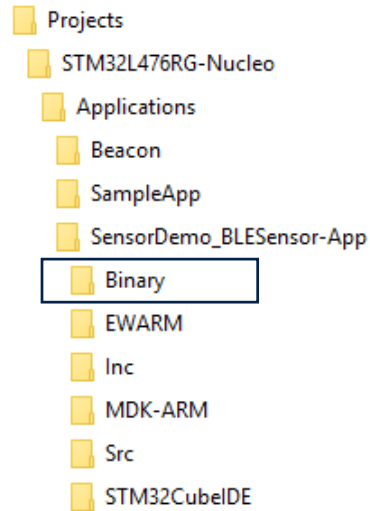 Projects
STM32L476RG-Nucleo
Applications
Beacon
SampleApp
SensorDemo_BLESensor-App
Binary
EWARM
Inc
MDK-ARM
Src
STM32CubeIDE